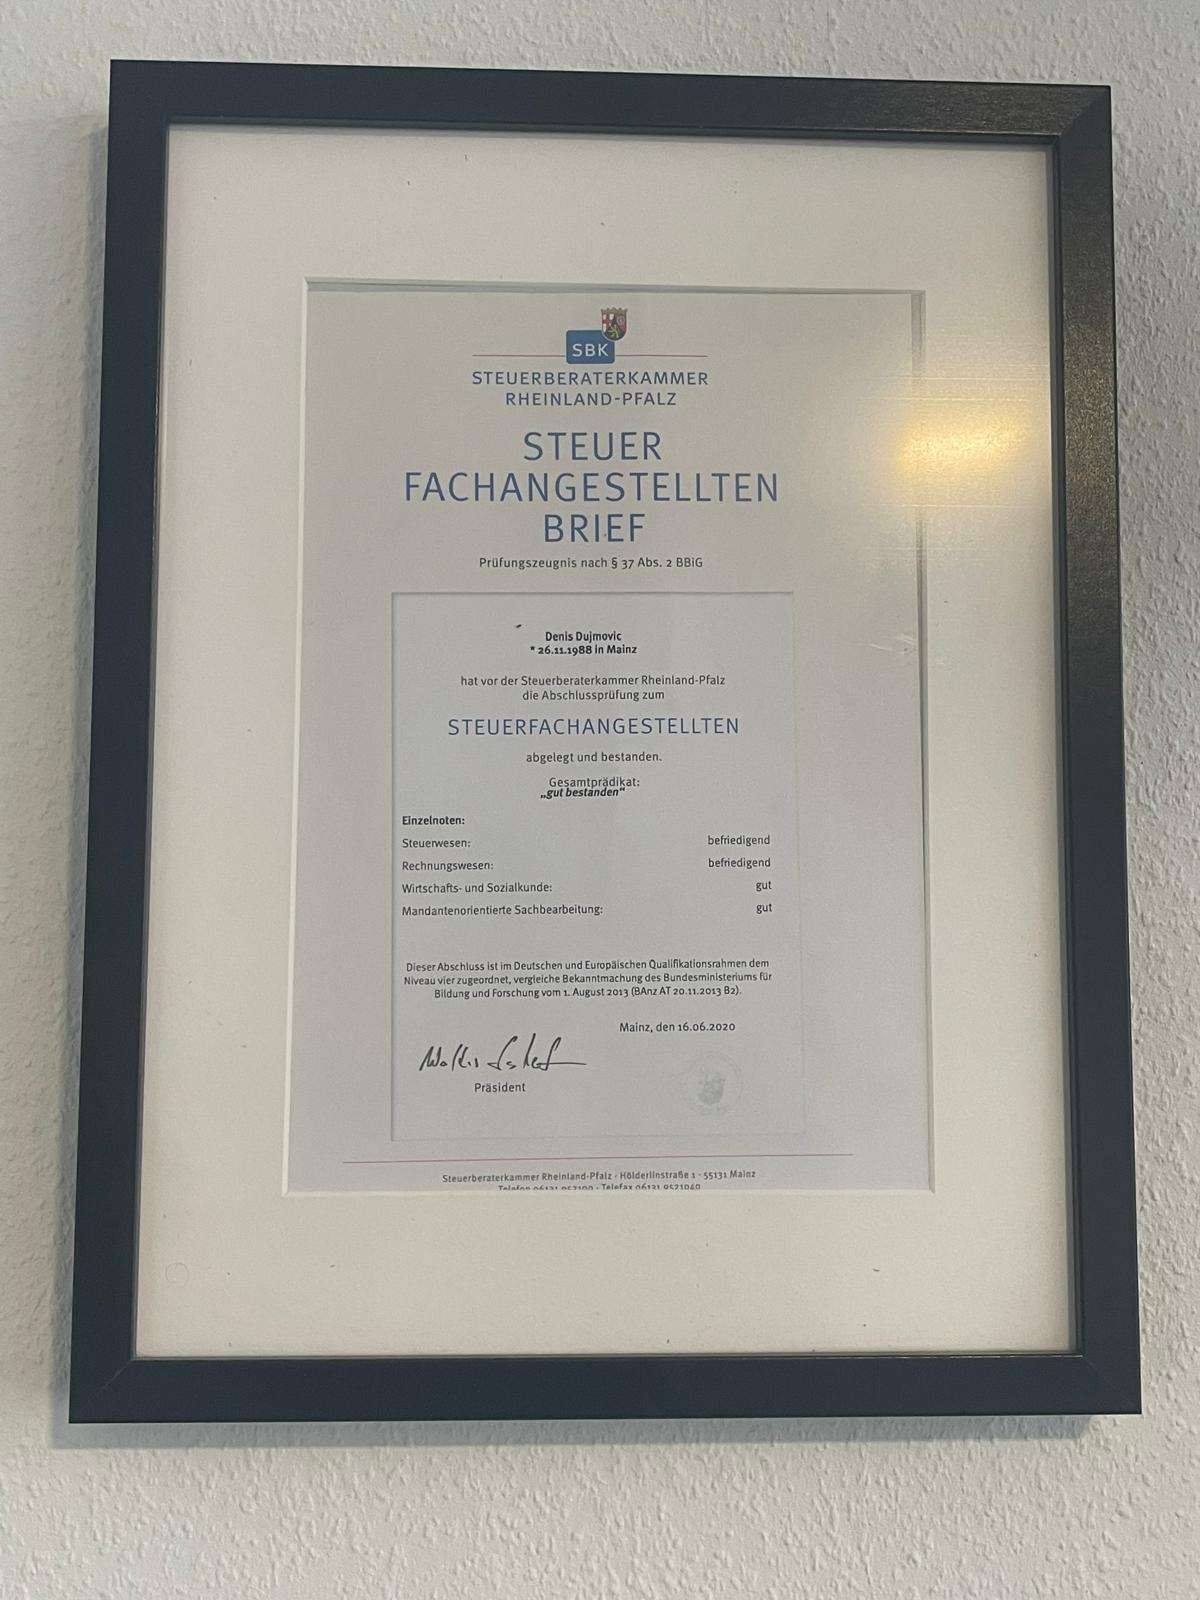 SBK
STEUERBERATERKAMMER
RHEINLAND-PFALZ
STEUER
FACHANGESTELLTEN
BRIEF
Prüfungszeugnis nach § 37 Abs. 2 BBiG
Denis Dujmovic
* 26.11.1988 in Mainz
hat vor der Steuerberaterkammer Rheinland-Pfalz
die Abschlussprüfung zum
STEUERFACHANGESTELLTEN
abgelegt und bestanden.
Gesamtprädikat:
„gut bestanden“
Einzelnoten:
Steuerwesen: befriedigend
Rechnungswesen: befriedigend
Wirtschafts- und Sozialkunde: gut
Mandantenorientierte Sachbearbeitung: gut
Dieser Abschluss ist im Deutschen und Europäischen Qualifikationsrahmen dem
Niveau vier zugeordnet, vergleiche Bekanntmachung des Bundesministeriums für
Bildung und Forschung vom 1. August 2013 (BAnz AT 20.11.2013 B2).
Mainz, den 16.06.2020
Präsident
Steuerberaterkammer Rheinland-Pfalz · Hölderlinstraße 1 · 55131 Mainz
Telefon · Telefax 06131 9521040